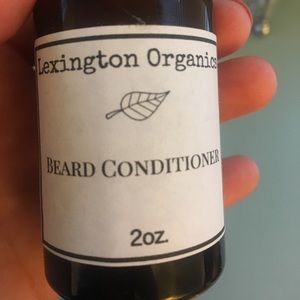 Lexington Organics
BEARD CONDITIONER
2oz.